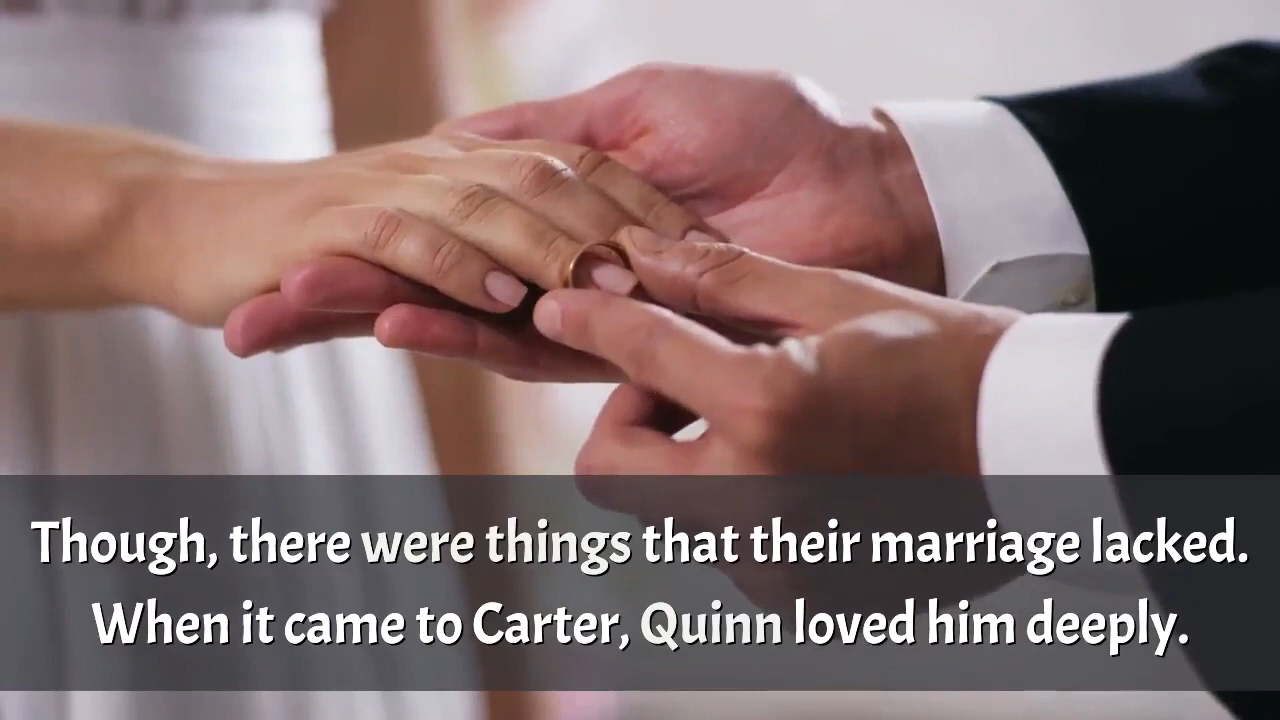 Though, there were things that their marriage lacked.
When it came to Carter, Quinn loved him deeply.